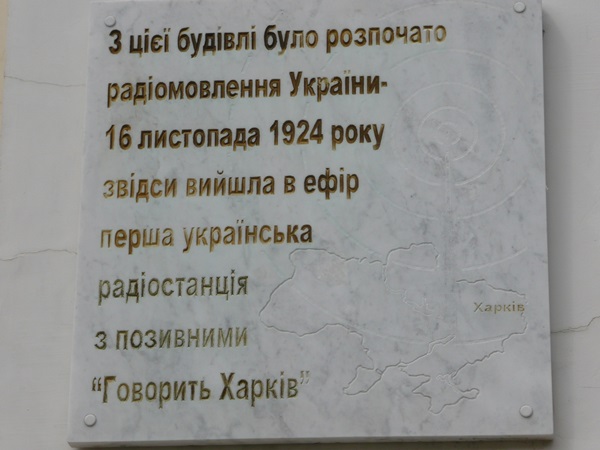 З цієї будівлі було розпочато
радіомовлення України-
16 листопада 1924 року
звідси вийшла в ефір
перша українська
радіостанція
Харків
з позивними
“Говорить Харків”